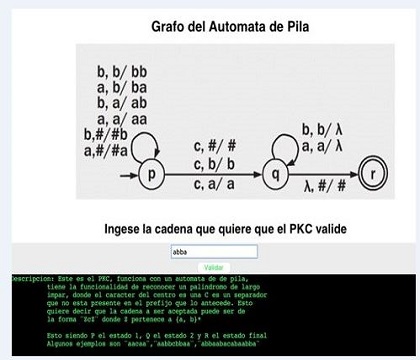 Grafo del Automata de Pila
b, b/ bb
a, b/ ba
b, a/ ab
a, a/ aa
b,#/#b
a,#/#a
c, #/ #
c, b/ b
c, a/ a
b, b/ λ
a, a/ λ
p
q
r
λ, #/ #
Ingese la cadena que quiere que el PKC valide
abba
Validar
Descripcion: Este es el PKC, funciona con un automata de de pila,
tiene la funcionalidad de reconocer un palindromo de largo
impar, donde el caracter del centro es una C es un separador
que no esta presente en el prefijo que lo antecede. Esto
quiere decir que la cadena a ser aceptada puede ser de
la forma ¨ZcZ¨ donde Z pertenece a {a, b}*
Esto siendo P el estado 1, Q el estado 2 y R el estado final
Algunos ejemplos son ¨aacaa¨,¨aabbcbbaa¨,¨abbaabacabaabba¨